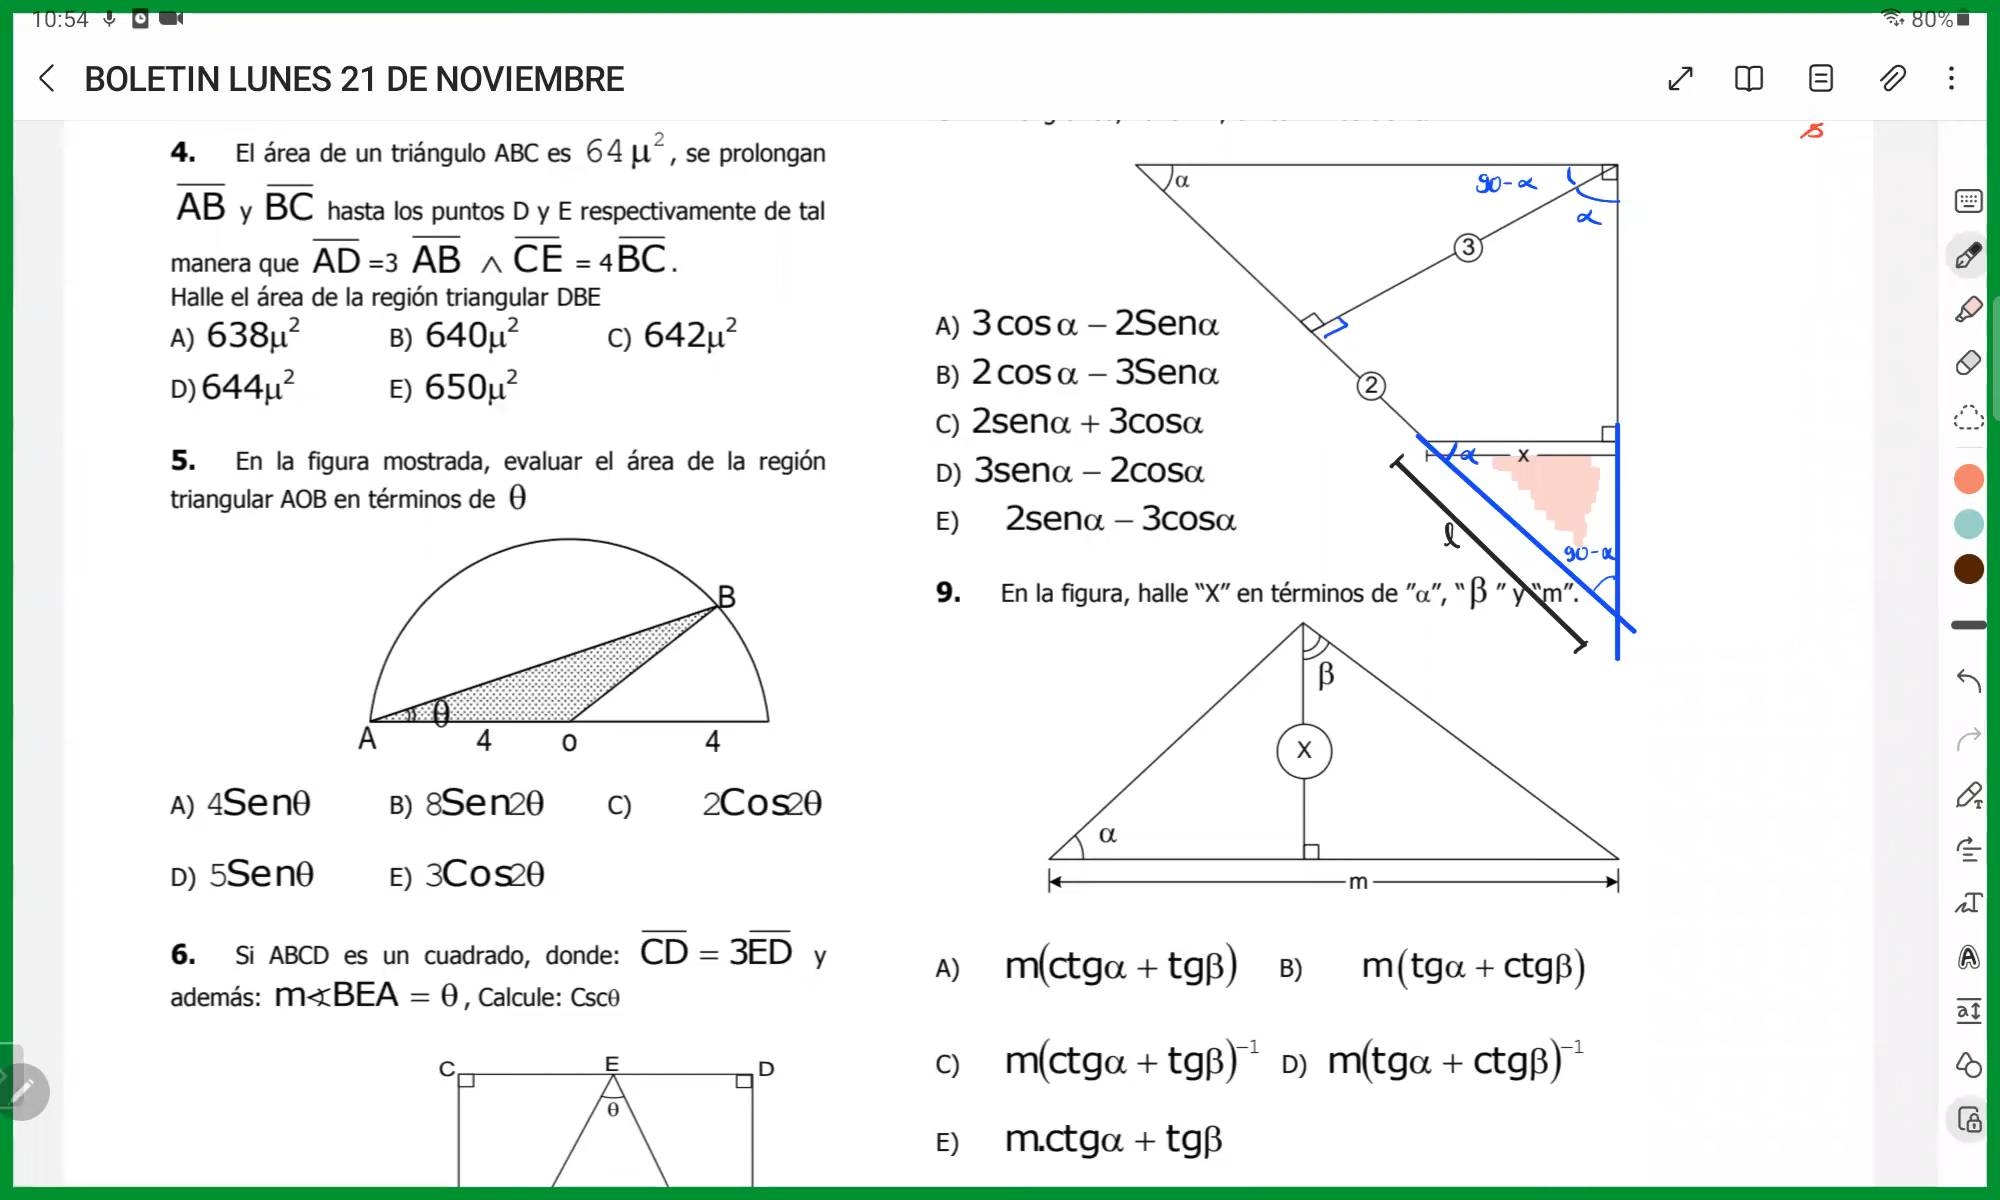 10:54
80%
BOLETIN LUNES 21 DE NOVIEMBRE
4. El área de un triángulo ABC es 64 μ², se prolongan
AB y BC hasta los puntos D y E respectivamente de tal
manera que AD =3 AB ∧ CE = 4BC.
Halle el área de la región triangular DBE
A) 638μ² B) 640μ² C) 642μ²
D) 644μ² E) 650μ²
5. En la figura mostrada, evaluar el área de la región
triangular AOB en términos de θ
B
θ
A 4 o 4
A) 4Senθ B) 8Sen2θ C) 2Cos2θ
D) 5Senθ E) 3Cos2θ
6. Si ABCD es un cuadrado, donde: CD = 3ED y
además: m∢BEA = θ, Calcule: Cscθ
C E D
θ
α 90-α
α
3
2
α x
l
90-α
A) 3cosα – 2Senα
B) 2cosα – 3Senα
C) 2senα + 3cosα
D) 3senα – 2cosα
E) 2senα – 3cosα
9. En la figura, halle “X” en términos de ”α”, “β” y “m”.
β
X
α
m
A) m(ctgα + tgβ) B) m(tgα + ctgβ)
C) m(ctgα + tgβ)⁻¹ D) m(tgα + ctgβ)⁻¹
E) m.ctgα + tgβ